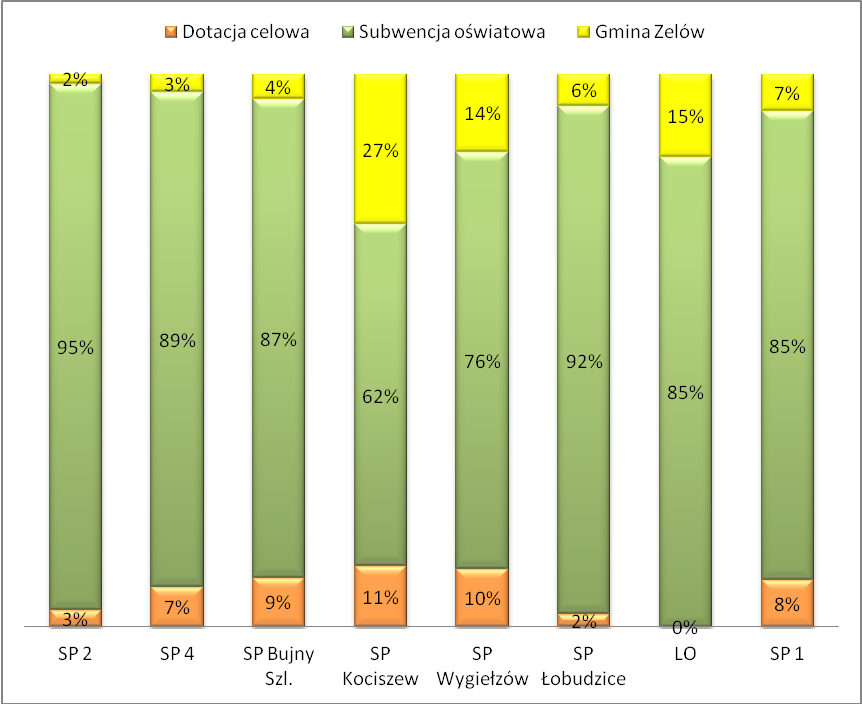 Dotacja celowa Subwencja oświatowa Gmina Zelów
2% 3% 4% 27% 14% 6% 15% 7%
95% 89% 87% 62% 76% 92% 85% 85%
3% 7% 9% 11% 10% 2% 0% 8%
SP 2 SP 4 SP Bujny SP SP SP LO SP 1
Szl. Kociszew Wygiełzów Łobudzice